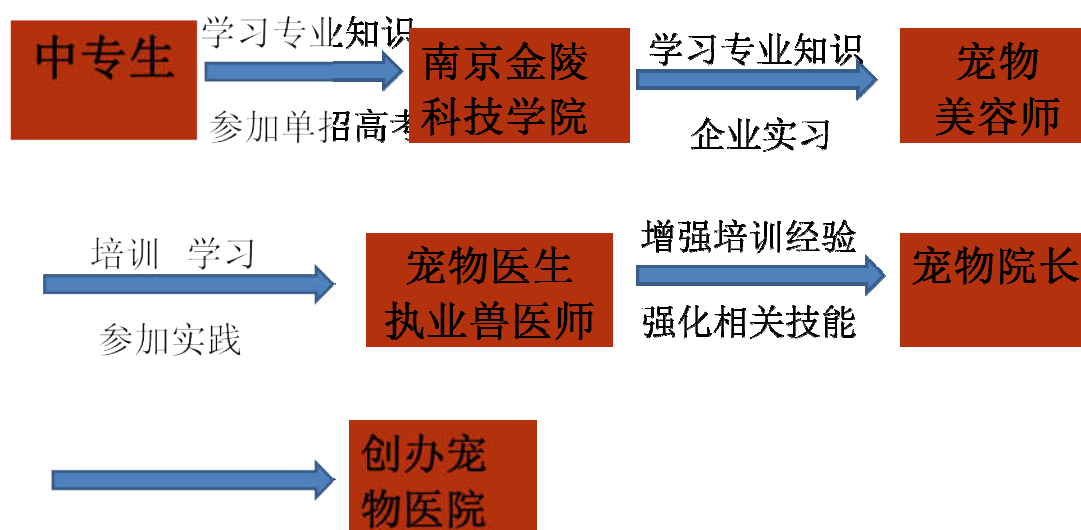 中专生
学习专业知识
参加单招高考
南京金陵
科技学院
学习专业知识
企业实习
宠物
美容师
培训 学习
参加实践
宠物医生
执业兽医师
增强培训经验
强化相关技能
宠物院长
创办宠
物医院